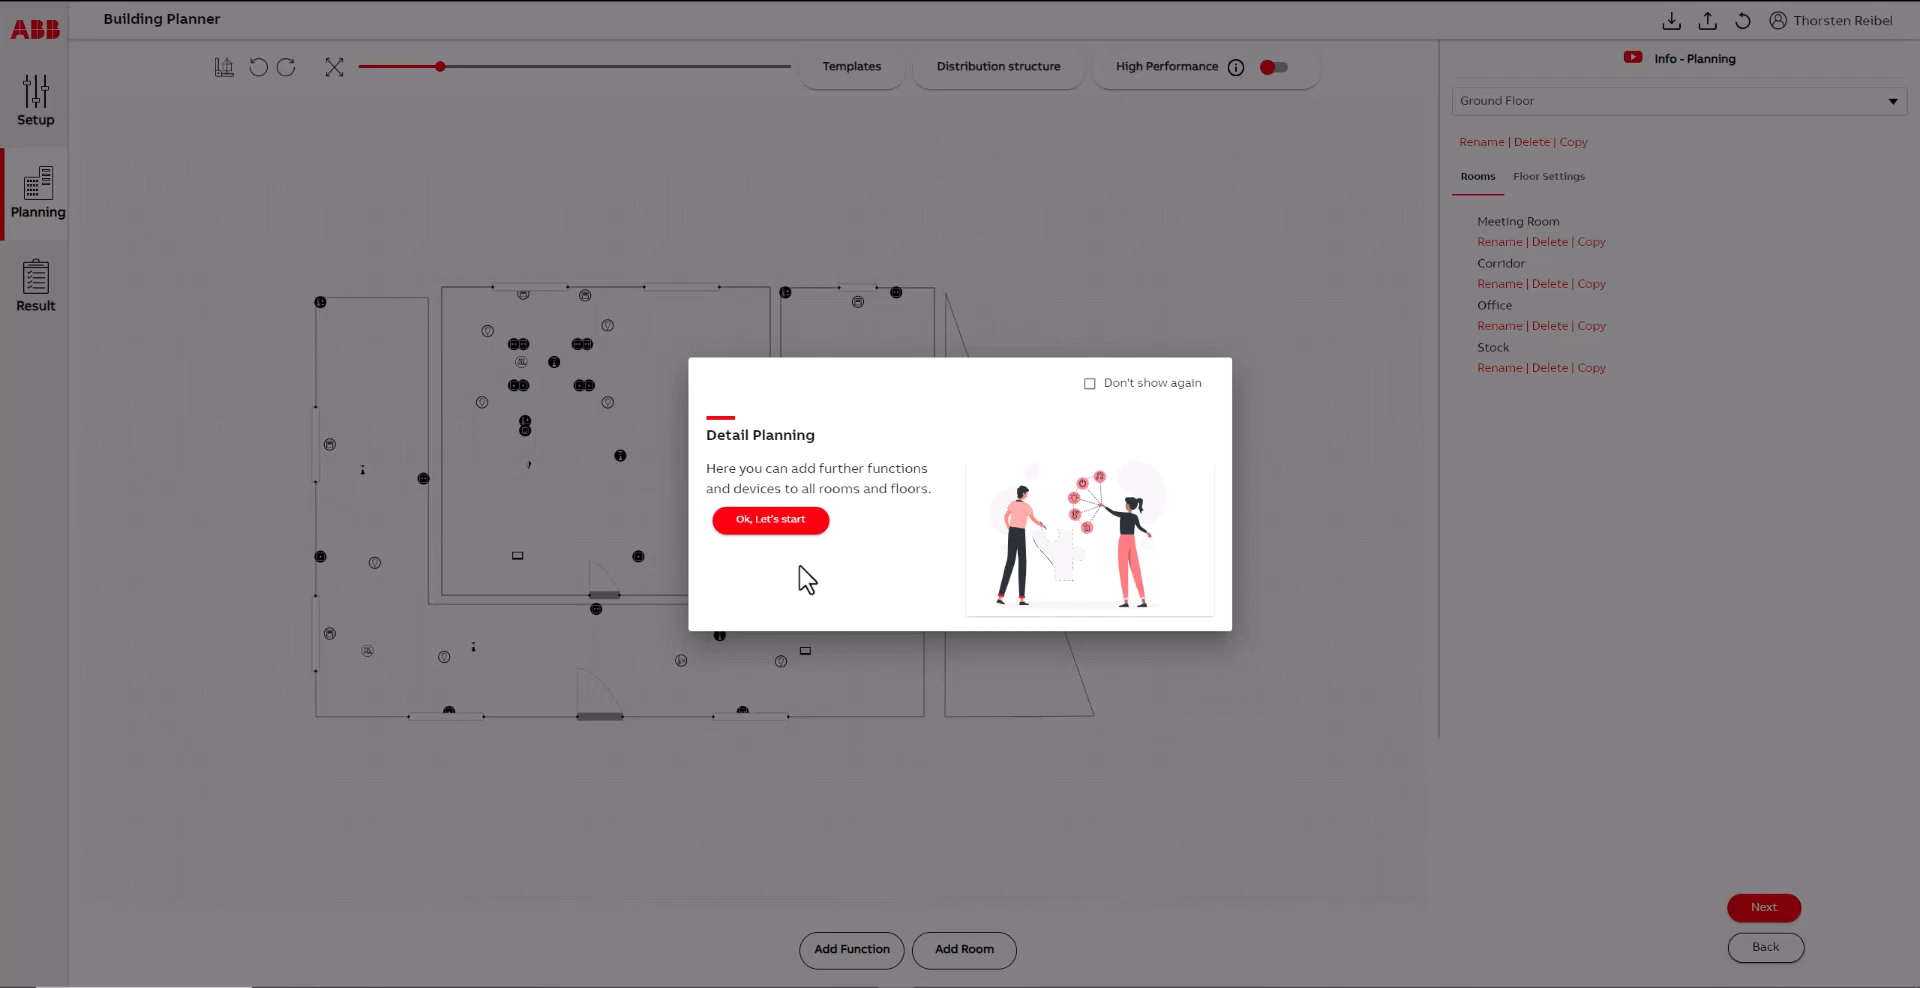 ABB
Building Planner
Thorsten Reibel
Setup
Planning
Result
Templates
Distribution structure
High Performance
Info - Planning
Ground Floor
Rename | Delete | Copy
Rooms
Floor Settings
Meeting Room
Rename | Delete | Copy
Corridor
Rename | Delete | Copy
Office
Rename | Delete | Copy
Stock
Rename | Delete | Copy
Don't show again
Detail Planning
Here you can add further functions
and devices to all rooms and floors.
Ok, Let's start
Add Function
Add Room
Next
Back